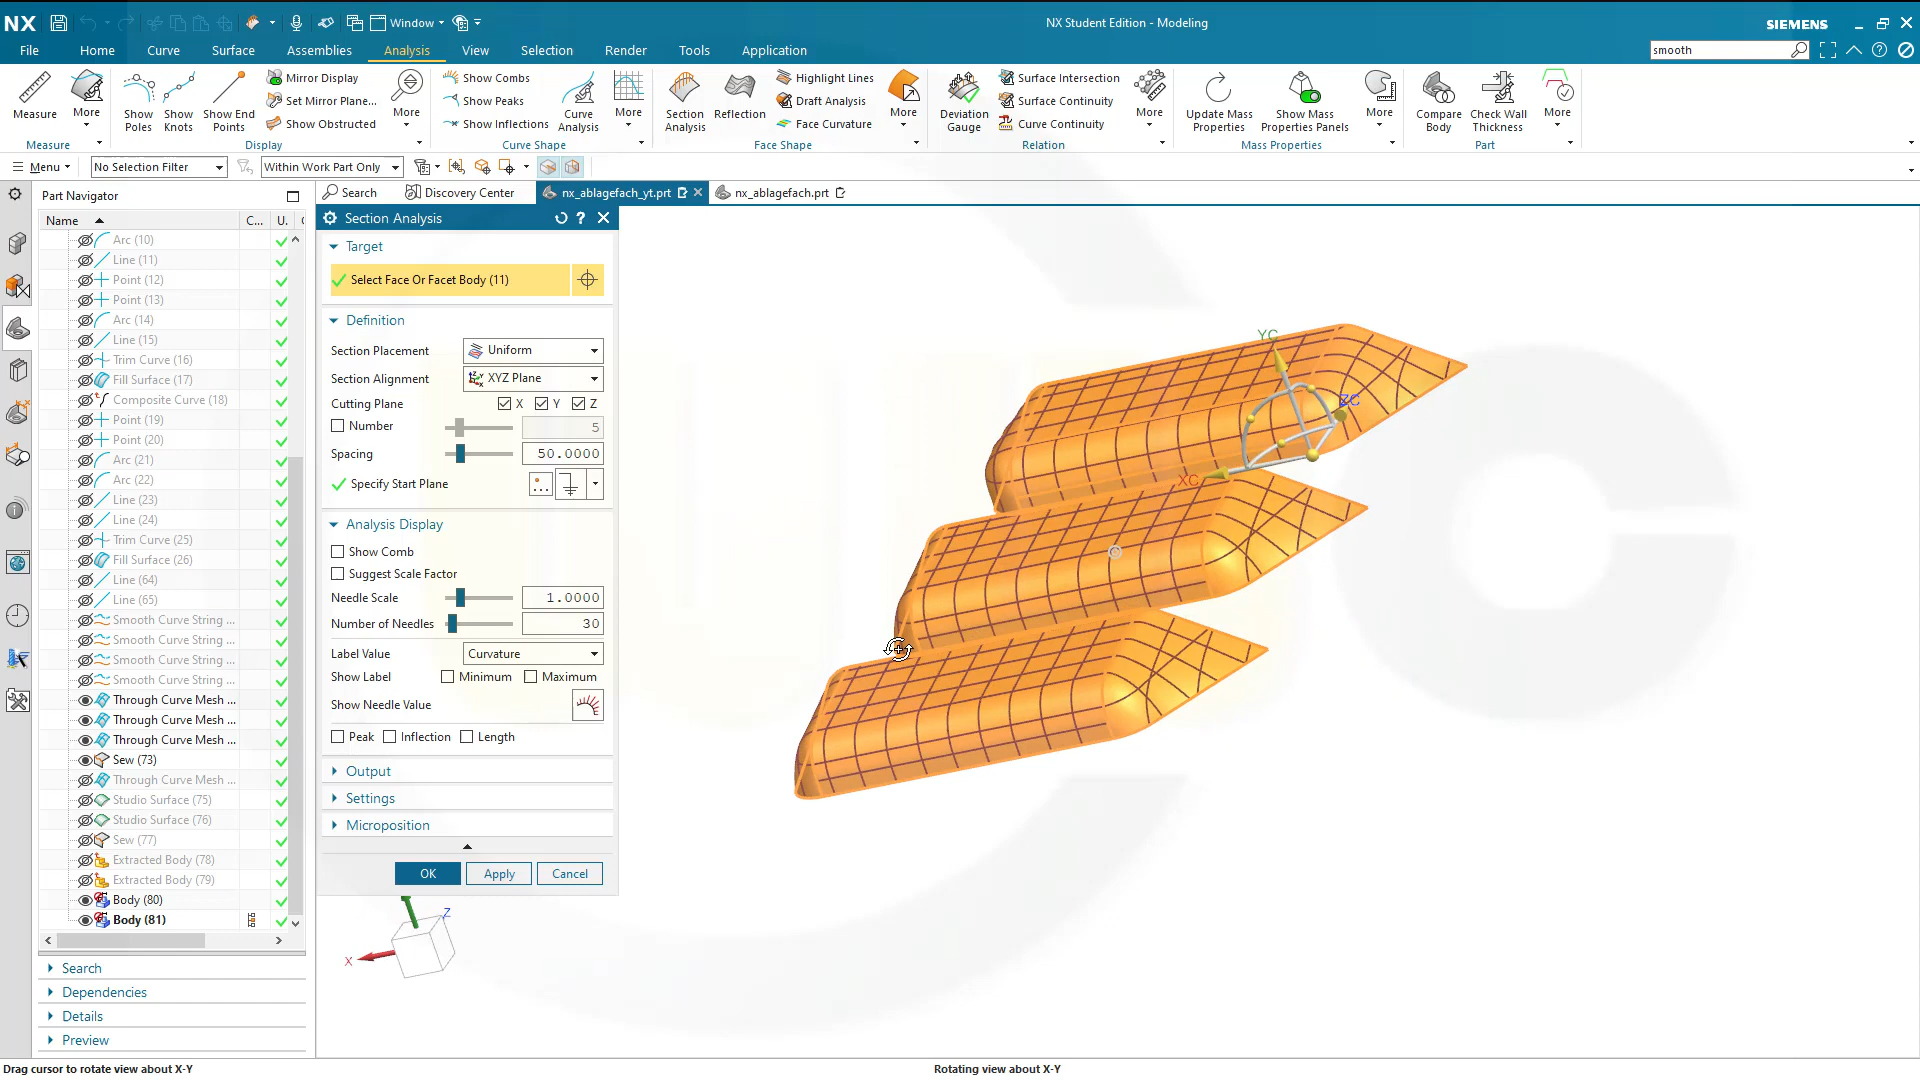 NX
Window
NX Student Edition - Modeling
SIEMENS
File
Home
Curve
Surface
Assemblies
Analysis
View
Selection
Render
Tools
Application
smooth
Measure
More
Show Poles
Show Knots
Show End Points
Mirror Display
Set Mirror Plane...
Show Obstructed
More
Show Combs
Show Peaks
Show Inflections
Curve Analysis
More
Section Analysis
Reflection
Highlight Lines
Draft Analysis
Face Curvature
More
Deviation Gauge
Surface Intersection
Surface Continuity
Curve Continuity
More
Update Mass Properties
Show Mass Properties Panels
More
Compare Body
Check Wall Thickness
More
Measure
Display
Curve Shape
Face Shape
Relation
Mass Properties
Part
Menu
No Selection Filter
Within Work Part Only
Part Navigator
Search
Discovery Center
nx_ablagefach_yt.prt
nx_ablagefach.prt
Name
C...
U.
Arc (10)
Line (11)
Point (12)
Point (13)
Arc (14)
Line (15)
Trim Curve (16)
Fill Surface (17)
Composite Curve (18)
Point (19)
Point (20)
Arc (21)
Arc (22)
Line (23)
Line (24)
Trim Curve (25)
Fill Surface (26)
Line (64)
Line (65)
Smooth Curve String ...
Smooth Curve String ...
Smooth Curve String ...
Smooth Curve String ...
Through Curve Mesh ...
Through Curve Mesh ...
Through Curve Mesh ...
Sew (73)
Through Curve Mesh ...
Studio Surface (75)
Studio Surface (76)
Sew (77)
Extracted Body (78)
Extracted Body (79)
Body (80)
Body (81)
Search
Dependencies
Details
Preview
Section Analysis
Target
Select Face Or Facet Body (11)
Definition
Section Placement
Uniform
Section Alignment
XYZ Plane
Cutting Plane
X
Y
Z
Number
5
Spacing
50.0000
Specify Start Plane
Analysis Display
Show Comb
Suggest Scale Factor
Needle Scale
1.0000
Number of Needles
30
Label Value
Curvature
Show Label
Minimum
Maximum
Show Needle Value
Peak
Inflection
Length
Output
Settings
Microposition
OK
Apply
Cancel
YC
ZC
XC
Z
X
Drag cursor to rotate view about X-Y
Rotating view about X-Y